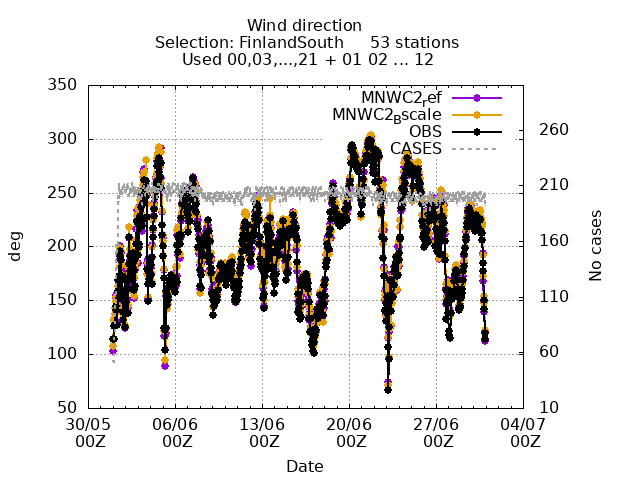 Wind direction
Selection: FinlandSouth 53 stations
Used 00,03,...,21 + 01 02 ... 12
MNWC2ref
MNWC2Bscale
OBS
CASES
deg
350
300
250
200
150
100
50
No cases
260
210
160
110
60
10
30/05 06/06 13/06 20/06 27/06 04/07
00Z 00Z 00Z 00Z 00Z 00Z
Date